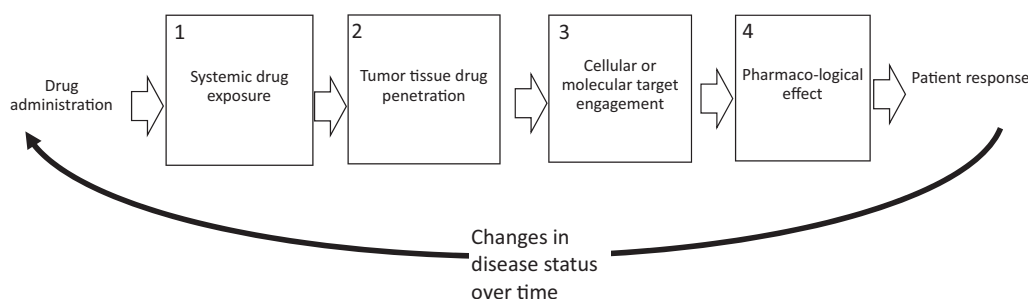 Drug
administration
1
Systemic drug
exposure
2
Tumor tissue drug
penetration
3
Cellular or
molecular target
engagement
4
Pharmaco-logical
effect
Patient response
Changes in
disease status
over time